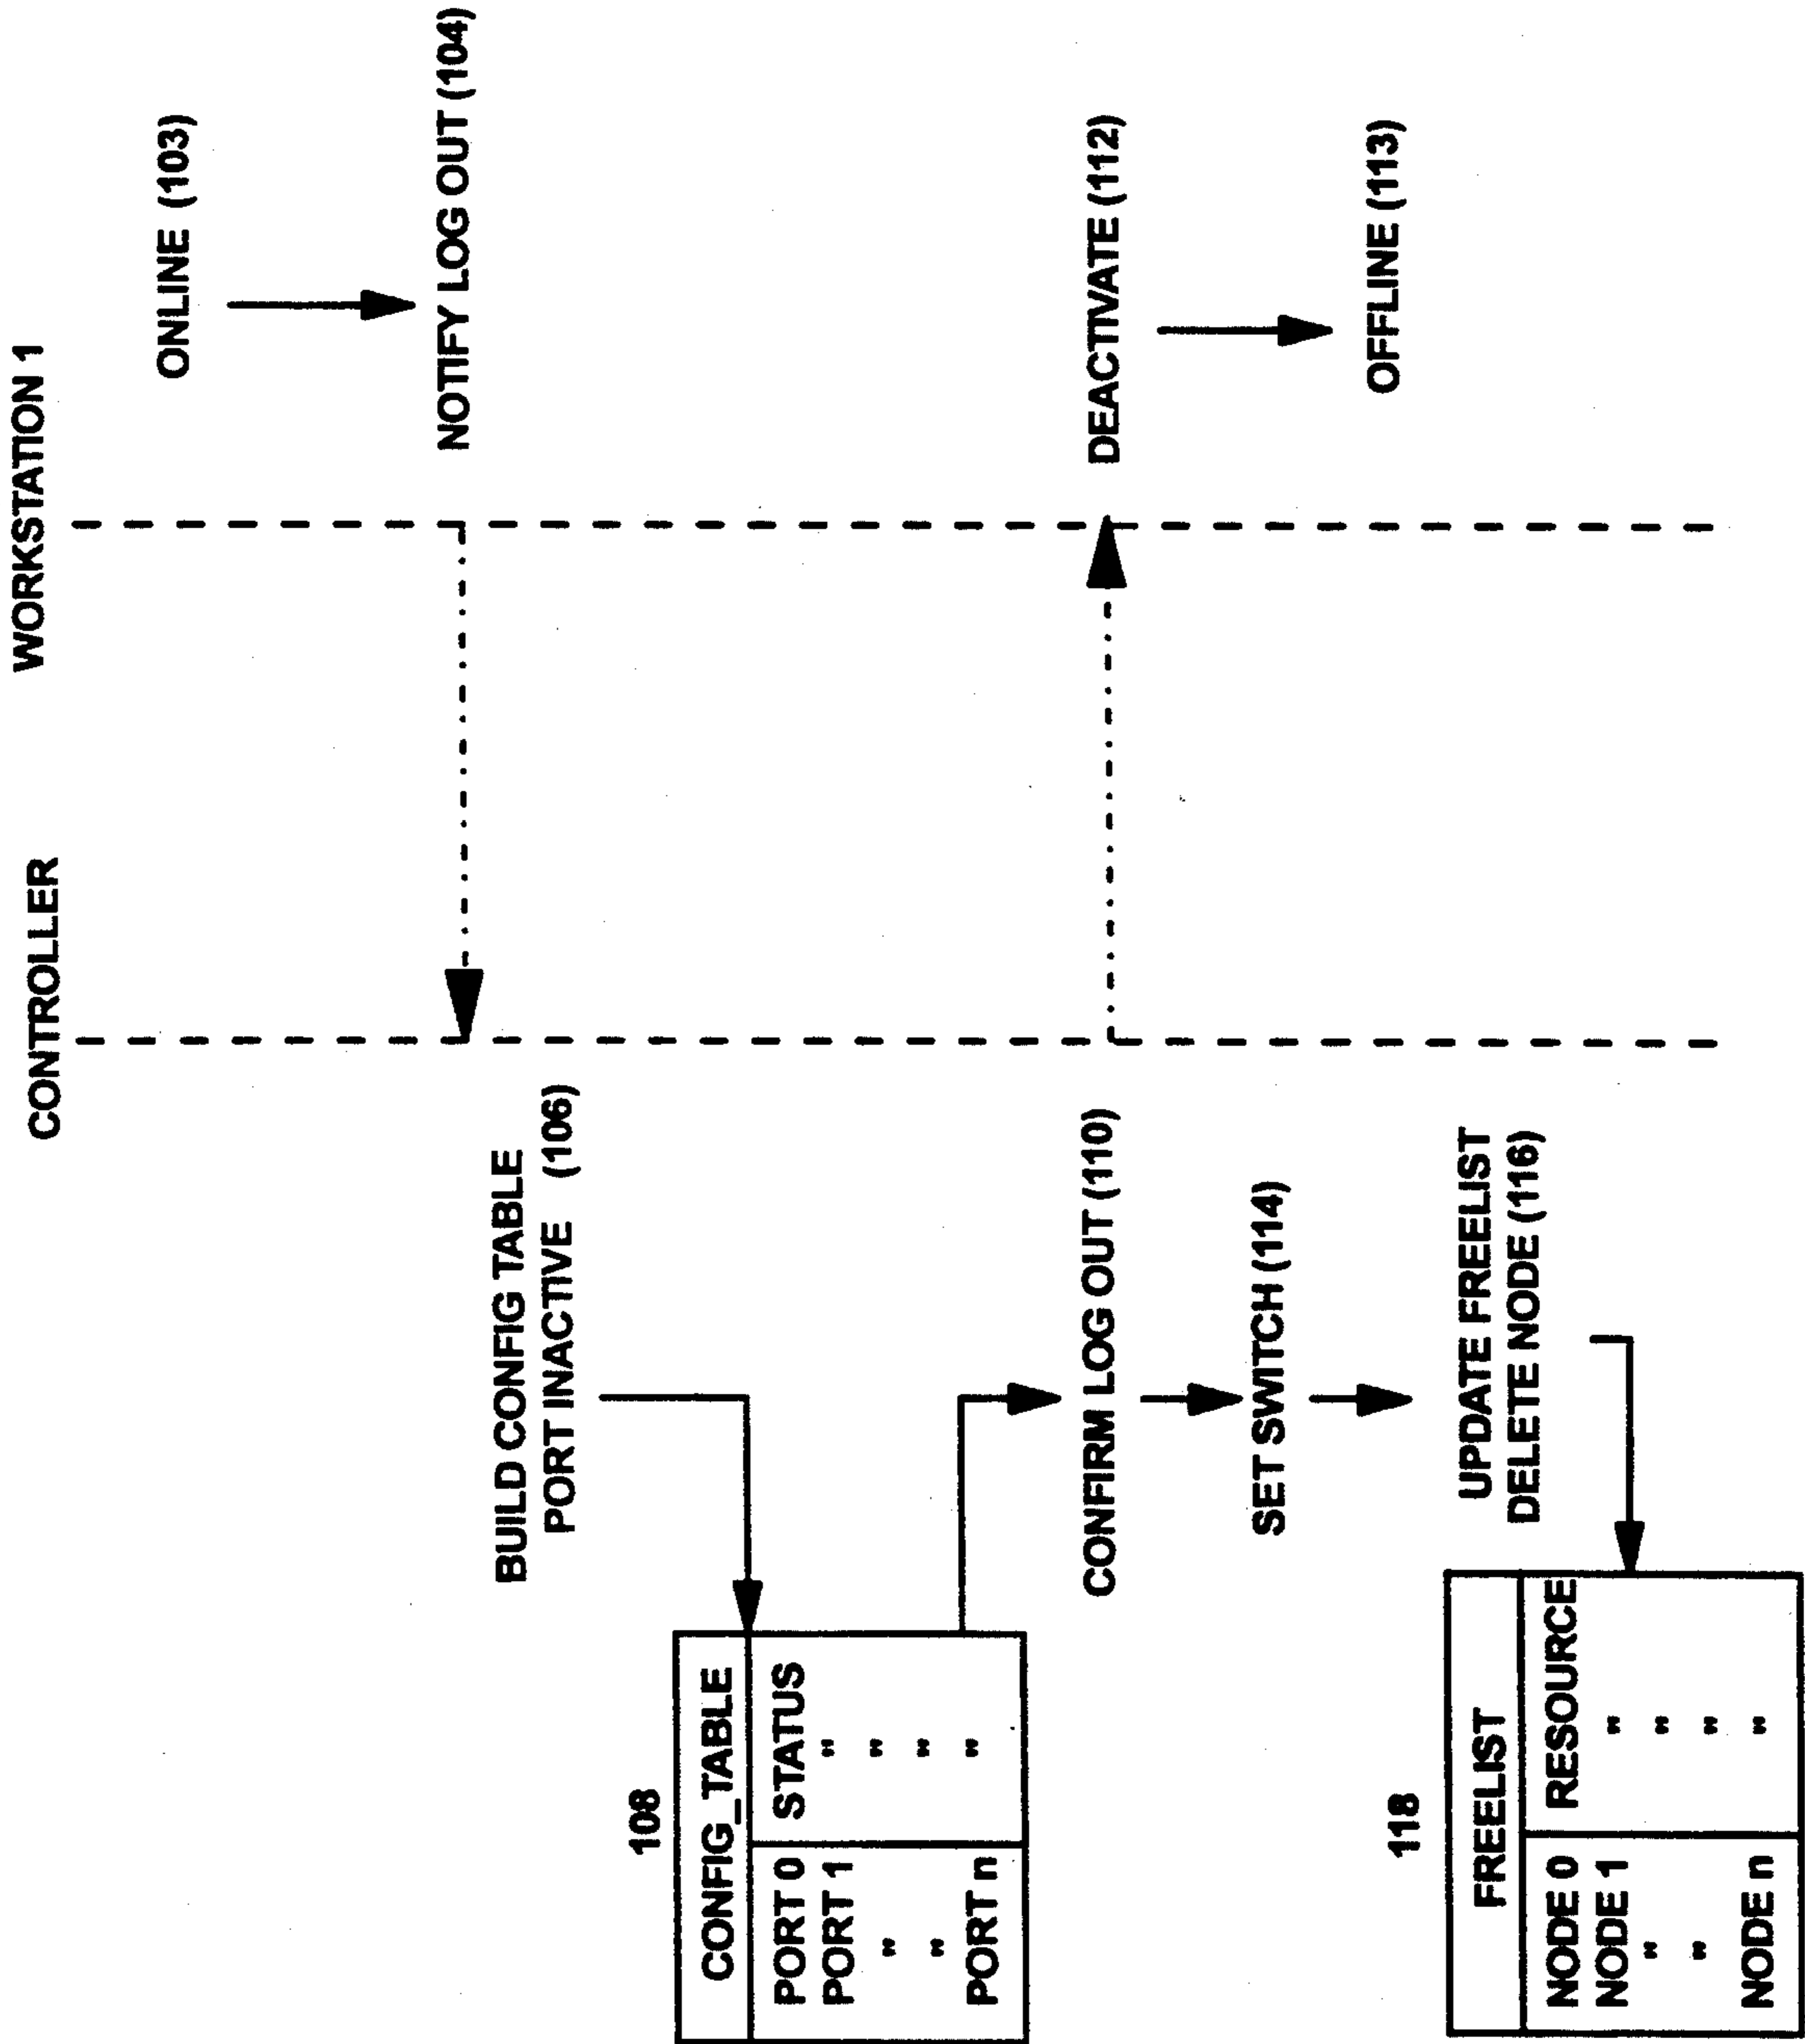 CONTROLLER
WORKSTATION 1
ONLINE (103)
NOTIFY LOG OUT (104)
BUILD CONFIG TABLE
PORT INACTIVE (106)
108
CONFIG_TABLE
PORT 0 STATUS
PORT 1 "
" "
" "
PORT n "
CONFIRM LOG OUT (110)
DEACTIVATE (112)
SET SWITCH (114)
OFFLINE (113)
UPDATE FREELIST
DELETE NODE (116)
118
FREELIST
NODE 0 RESOURCE
NODE 1 "
" "
" "
NODE n "